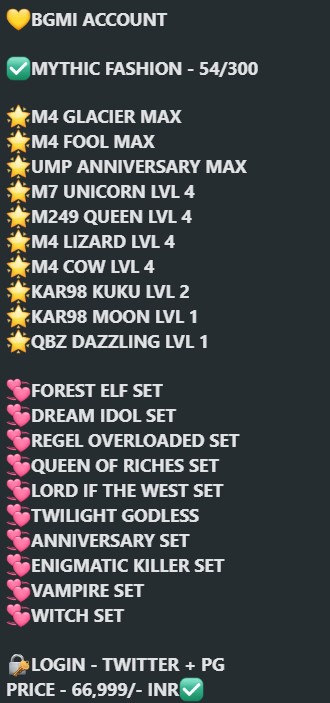 💛BGMI ACCOUNT
✅MYTHIC FASHION - 54/300
🌟M4 GLACIER MAX
🌟M4 FOOL MAX
🌟UMP ANNIVERSARY MAX
🌟M7 UNICORN LVL 4
🌟M249 QUEEN LVL 4
🌟M4 LIZARD LVL 4
🌟M4 COW LVL 4
🌟KAR98 KUKU LVL 2
🌟KAR98 MOON LVL 1
🌟QBZ DAZZLING LVL 1
💞FOREST ELF SET
💞DREAM IDOL SET
💞REGEL OVERLOADED SET
💞QUEEN OF RICHES SET
💞LORD IF THE WEST SET
💞TWILIGHT GODLESS
💞ANNIVERSARY SET
💞ENIGMATIC KILLER SET
💞VAMPIRE SET
💞WITCH SET
🔐LOGIN - TWITTER + PG
PRICE - 66,999/- INR✅